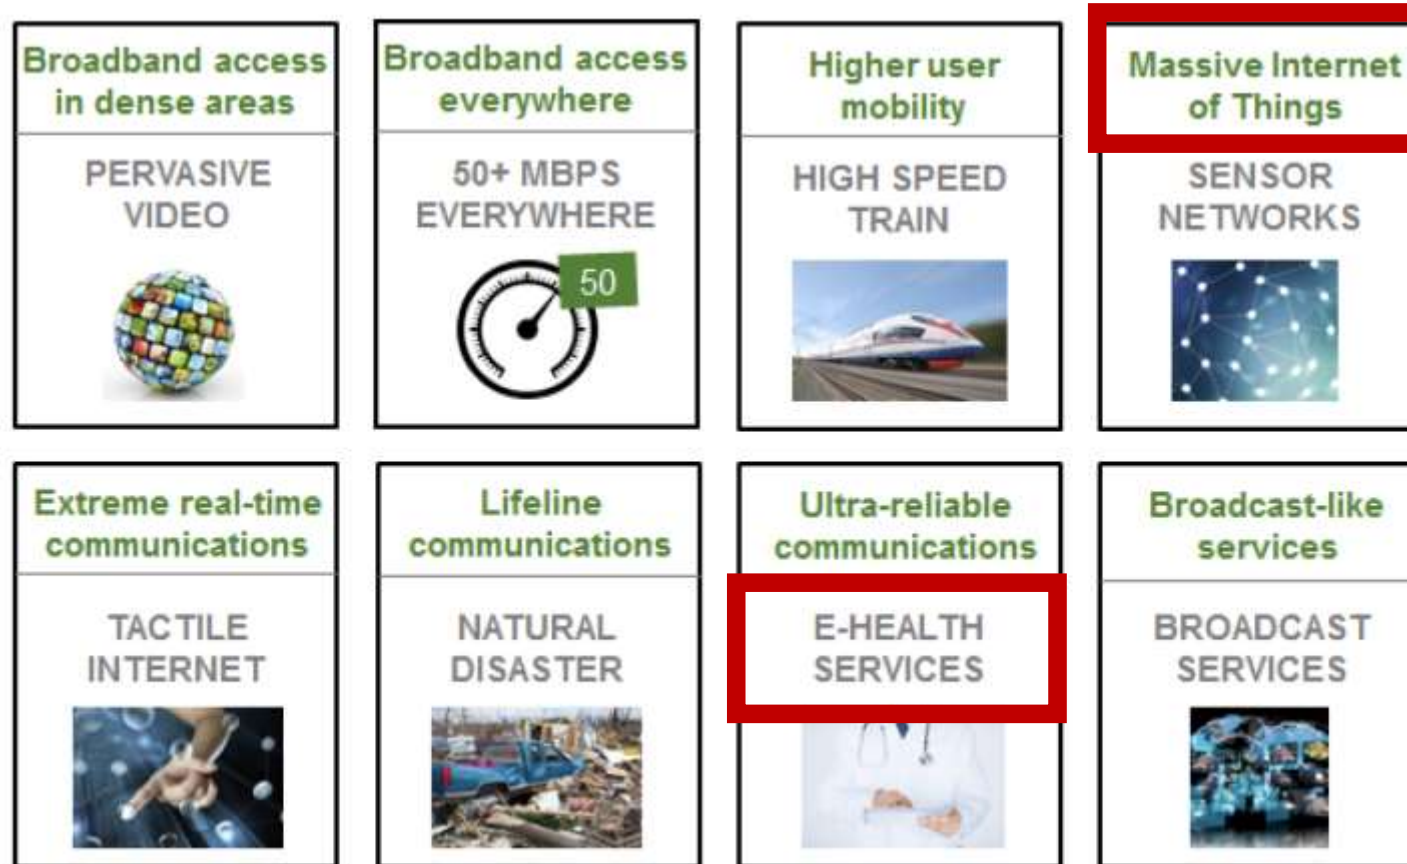 Broadband access
in dense areas
PERVASIVE
VIDEO
Broadband access
everywhere
50+ MBPS
EVERYWHERE
50
Higher user
mobility
HIGH SPEED
TRAIN
Massive Internet
of Things
SENSOR
NETWORKS
Extreme real-time
communications
TACTILE
INTERNET
Lifeline
communications
NATURAL
DISASTER
Ultra-reliable
communications
E-HEALTH
SERVICES
Broadcast-like
services
BROADCAST
SERVICES